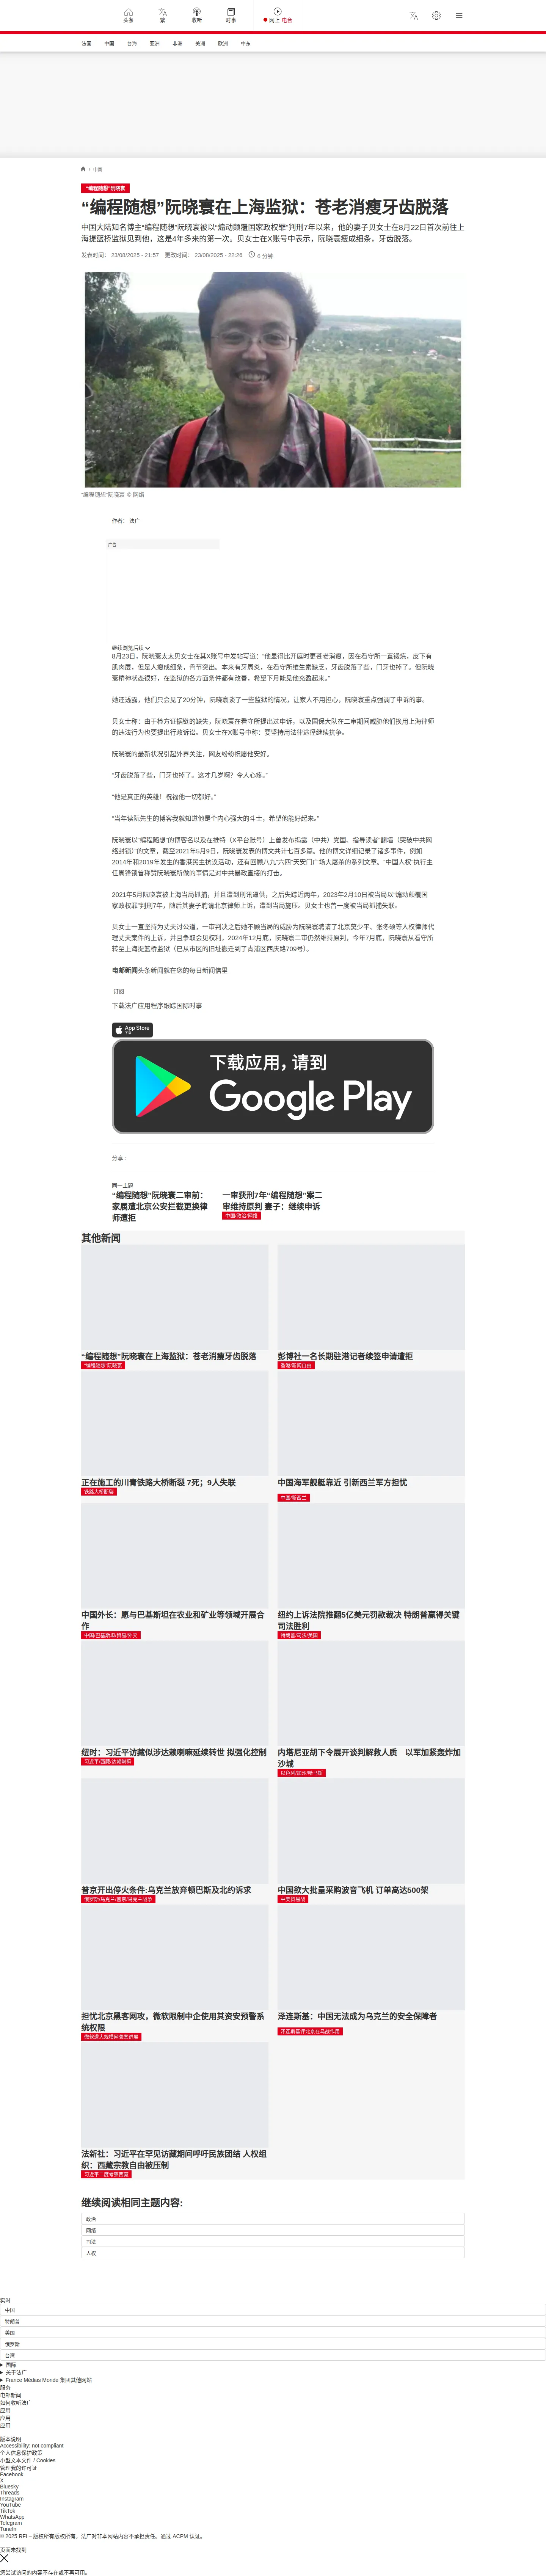 头条
繁
收听
时事
网上 电台
法国
中国
台海
亚洲
非洲
美洲
欧洲
中东
/ 中国
“编程随想”阮晓寰
“编程随想”阮晓寰在上海监狱：苍老消瘦牙齿脱落
中国大陆知名博主“编程随想”阮晓寰被以“煽动颠覆国家政权罪”判刑7年以来，他的妻子贝女士在8月22日首次前往上
海提篮桥监狱见到他，这是4年多来的第一次。贝女士在X账号中表示，阮晓寰瘦成细条，牙齿脱落。
发表时间： 23/08/2025 - 21:57 更改时间： 23/08/2025 - 22:26 6 分钟
“编程随想”阮晓寰 © 网络
作者： 法广
广告
继续浏览后续
8月23日，阮晓寰太太贝女士在其X账号中发帖写道：“他显得比开庭时更苍老消瘦，因在看守所一直锻炼，皮下有
肌肉层，但是人瘦成细条，骨节突出。本来有牙周炎，在看守所维生素缺乏，牙齿脱落了些，门牙也掉了。但阮晓
寰精神状态很好，在监狱的各方面条件都有改善，希望下月能见他充盈起来。”
她还透露，他们只会见了20分钟，阮晓寰谈了一些监狱的情况，让家人不用担心，阮晓寰重点强调了申诉的事。
贝女士称：由于检方证据链的缺失，阮晓寰在看守所提出过申诉，以及国保大队在二审期间威胁他们换用上海律师
的违法行为也要提出行政诉讼。贝女士在X账号中称：要坚持用法律途径继续抗争。
阮晓寰的最新状况引起外界关注，网友纷纷祝愿他安好。
“牙齿脱落了些，门牙也掉了。这才几岁啊？令人心疼。”
“他是真正的英雄！祝福他一切都好。”
“当年读阮先生的博客我就知道他是个内心强大的斗士，希望他能好起来。”
阮晓寰以“编程随想”的博客名以及在推特（X平台账号）上曾发布揭露（中共）党国、指导读者“翻墙（突破中共网
络封锁）”的文章，截至2021年5月9日，阮晓寰发表的博文共计七百多篇。他的博文详细记录了诸多事件，例如
2014年和2019年发生的香港民主抗议活动，还有回顾八九“六四”天安门广场大屠杀的系列文章。“中国人权”执行主
任周锋锁曾称赞阮晓寰所做的事情是对中共暴政直接的打击。
2021年5月阮晓寰被上海当局抓捕，并且遭到刑讯逼供，之后失踪近两年，2023年2月10日被当局以“煽动颠覆国
家政权罪”判刑7年，随后其妻子聘请北京律师上诉，遭到当局施压。贝女士也曾一度被当局抓捕失联。
贝女士一直坚持为丈夫讨公道，一审判决之后她不顾当局的威胁为阮晓寰聘请了北京莫少平、张冬硕等人权律师代
理丈夫案件的上诉，并且争取会见权利。2024年12月底，阮晓寰二审仍然维持原判，今年7月底，阮晓寰从看守所
转至上海提篮桥监狱（已从市区的旧址搬迁到了青浦区西庆路709号）。
电邮新闻头条新闻就在您的每日新闻信里
订阅
下载法广应用程序跟踪国际时事
App Store
下载
下载应用，请到
Google Play
分享 :
同一主题
“编程随想”阮晓寰二审前：
家属遭北京公安拦截更换律
师遭拒
一审获刑7年“编程随想”案二
审维持原判 妻子：继续申诉
中国/政治/网络
其他新闻
“编程随想”阮晓寰在上海监狱：苍老消瘦牙齿脱落
“编程随想”阮晓寰
彭博社一名长期驻港记者续签申请遭拒
香港/新闻自由
正在施工的川青铁路大桥断裂 7死；9人失联
铁路大桥断裂
中国海军舰艇靠近 引新西兰军方担忧
中国/新西兰
中国外长：愿与巴基斯坦在农业和矿业等领域开展合
作
中国/巴基斯坦/贸易/外交
纽约上诉法院推翻5亿美元罚款裁决 特朗普赢得关键
司法胜利
特朗普/司法/美国
纽时：习近平访藏似涉达赖喇嘛延续转世 拟强化控制
习近平/西藏/达赖喇嘛
内塔尼亚胡下令展开谈判解救人质　以军加紧轰炸加
沙城
以色列/加沙/哈马斯
普京开出停火条件:乌克兰放弃顿巴斯及北约诉求
俄罗斯/乌克兰/普京/乌克兰战争
中国欲大批量采购波音飞机 订单高达500架
中美贸易战
担忧北京黑客网攻，微软限制中企使用其资安预警系
统权限
微软遭大规模网袭案进展
泽连斯基：中国无法成为乌克兰的安全保障者
泽连斯基评北京在乌战作用
法新社：习近平在罕见访藏期间呼吁民族团结 人权组
织：西藏宗教自由被压制
习近平二度考察西藏
继续阅读相同主题内容:
政治
网络
司法
人权
实时
中国
特朗普
美国
俄罗斯
台湾
国际
关于法广
France Médias Monde 集团其他网站
服务
电邮新闻
如何收听法广
应用
应用
应用
版本说明
Accessibility: not compliant
个人信息保护政策
小型文本文件 / Cookies
管理我的许可证
Facebook
X
Bluesky
Threads
Instagram
YouTube
TikTok
WhatsApp
Telegram
TuneIn
© 2025 RFI – 版权所有版权所有。法广对非本网站内容不承担责任。通过 ACPM 认证。
页面未找到
您尝试访问的内容不存在或不再可用。